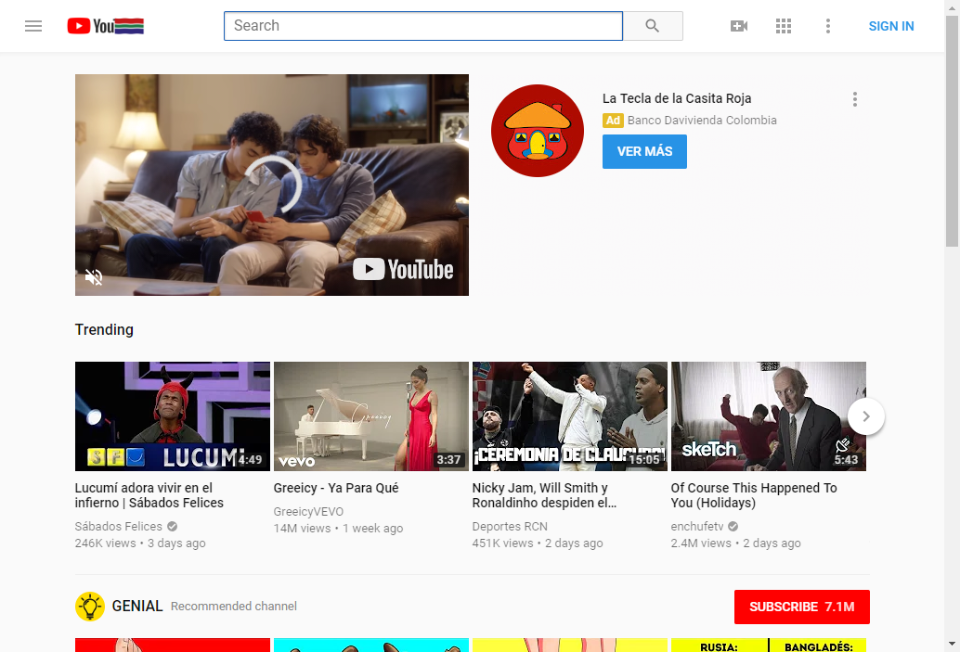 You
Search
SIGN IN
La Tecla de la Casita Roja
Ad Banco Davivienda Colombia
VER MÁS
YouTube
Trending
SF LUCUMÍ
4:49
Greeicy
vevo
3:37
¡CEREMONIA DE CLAUSURA!
15:05
skeTch
5:43
Lucumí adora vivir en el
infierno | Sábados Felices
Sábados Felices
246K views • 3 days ago
Greeicy - Ya Para Qué
GreeicyVEVO
14M views • 1 week ago
Nicky Jam, Will Smith y
Ronaldinho despiden el...
Deportes RCN
451K views • 2 days ago
Of Course This Happened To
You (Holidays)
enchufetv
2.4M views • 2 days ago
GENIAL Recommended channel
SUBSCRIBE 7.1M
RUSIA: BANGLADÉS: